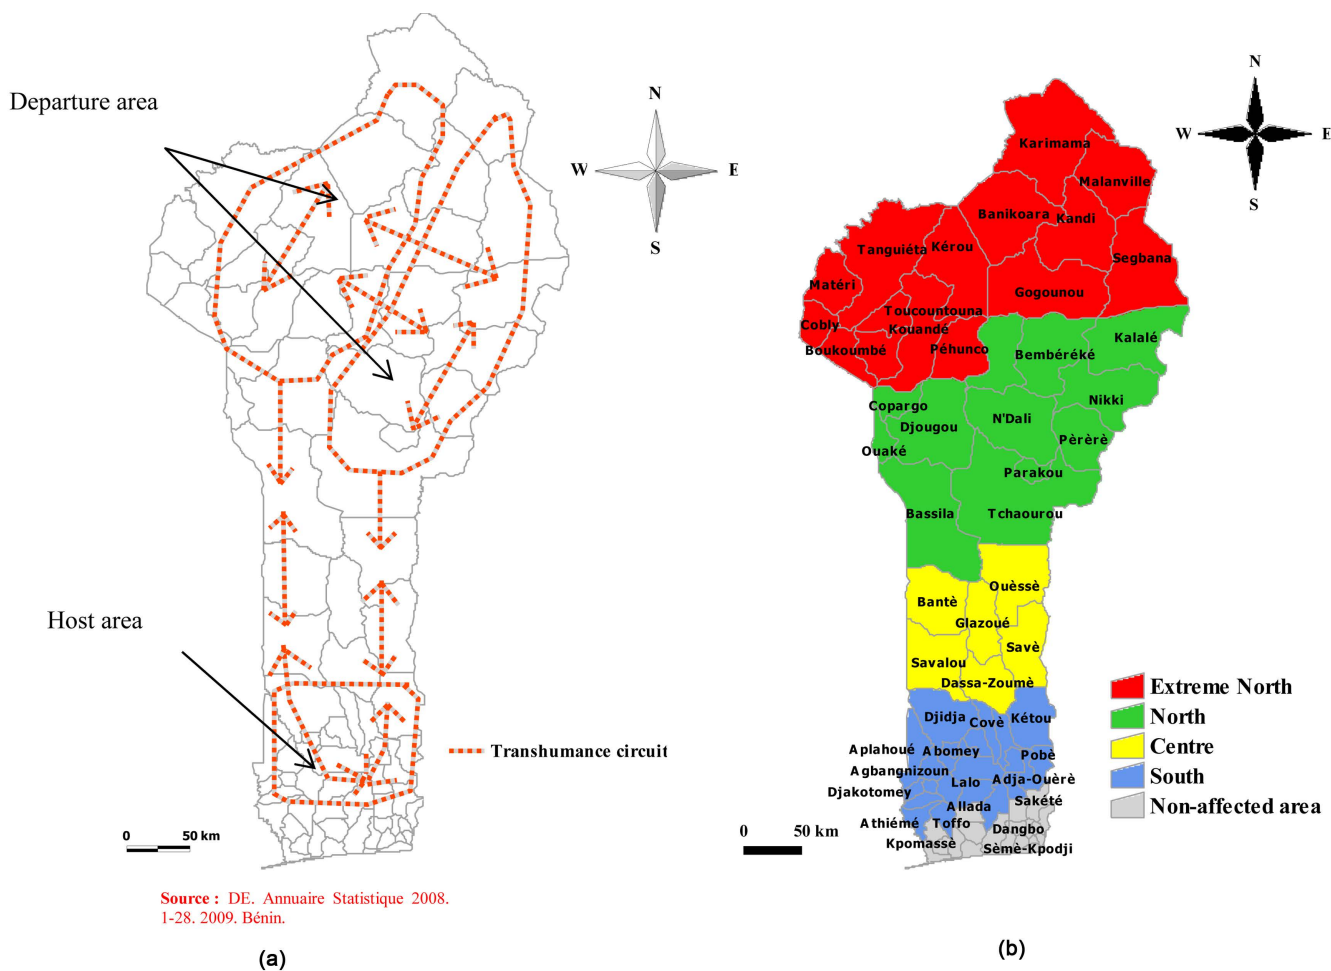 Departure area
N
W
E
S
Host area
Transhumance circuit
0
50 km
Source : DE. Annuaire Statistique 2008.
1-28. 2009. Bénin.
(a)
N
W
E
S
Karimama
Malanville
Banikoara
Kandi
Tanguiéta
Kérou
Segbana
Matéri
Gogounou
Toucountouna
Cobly
Kouandé
Boukoumbé
Péhunco
Kalalé
Bembéréké
Nikki
Copargo
Djougou
N'Dali
Pèrèrè
Ouaké
Parakou
Bassila
Tchaourou
Ouèssè
Bantè
Glazoué
Savè
Savalou
Dassa-Zoumè
Djidja
Covè
Kétou
Aplahoué
Abomey
Pobè
Agbangnizoun
Lalo
Adja-Ouèrè
Djakotomey
Allada
Sakété
Athiémé
Toffo
Dangbo
Kpomassè
Sèmè-Kpodji
Extreme North
North
Centre
South
Non-affected area
0
50 km
(b)